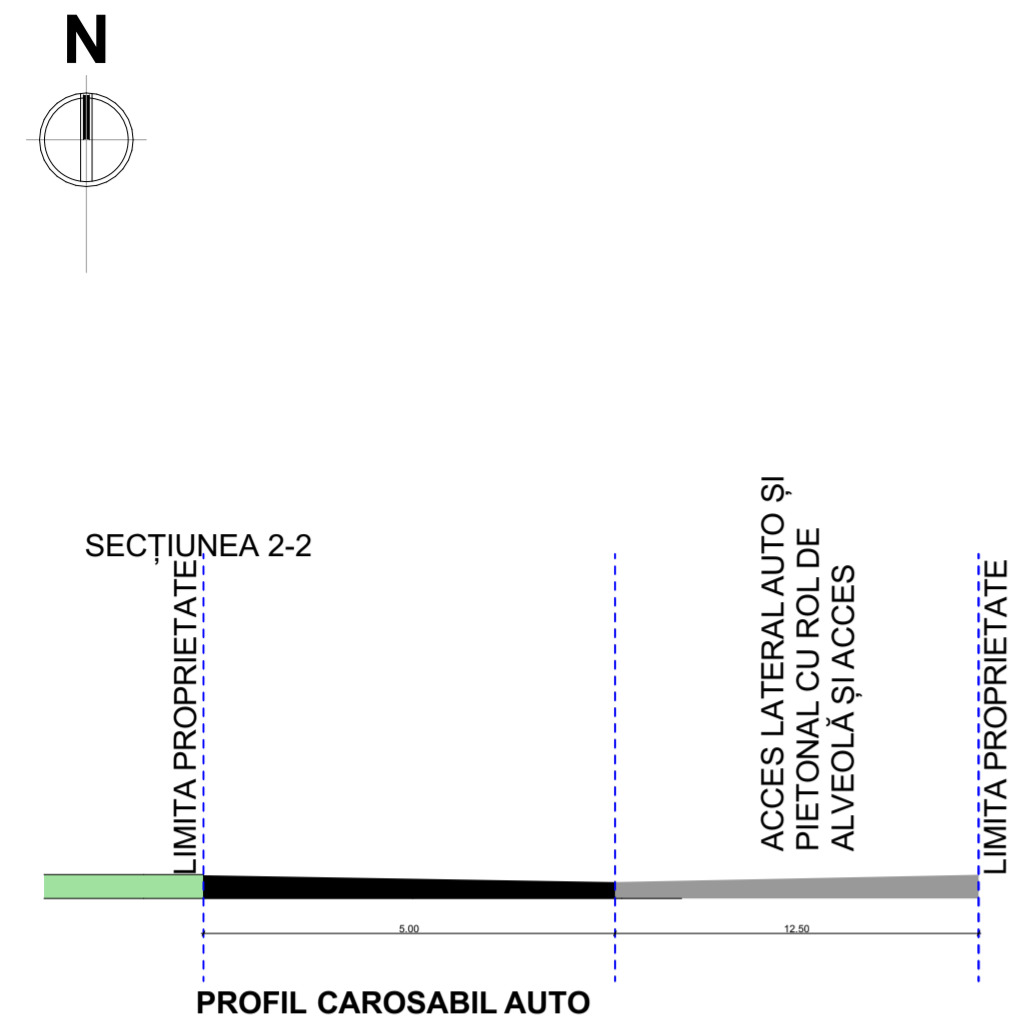 N
SECȚIUNEA 2-2
LIMITA PROPRIETATE
ACCES LATERAL AUTO ȘI
PIETONAL CU ROL DE
ALVEOLĂ ȘI ACCES
LIMITA PROPRIETATE
5.00
12.50
PROFIL CAROSABIL AUTO